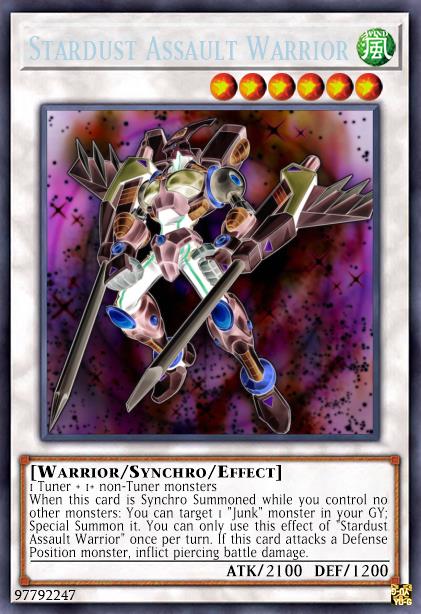 Stardust Assault Warrior
WIND
風
[Warrior/Synchro/Effect]
1 Tuner + 1+ non-Tuner monsters
When this card is Synchro Summoned while you control no
other monsters: You can target 1 "Junk" monster in your GY;
Special Summon it. You can only use this effect of "Stardust
Assault Warrior" once per turn. If this card attacks a Defense
Position monster, inflict piercing battle damage.
ATK/2100 DEF/1200
97792247